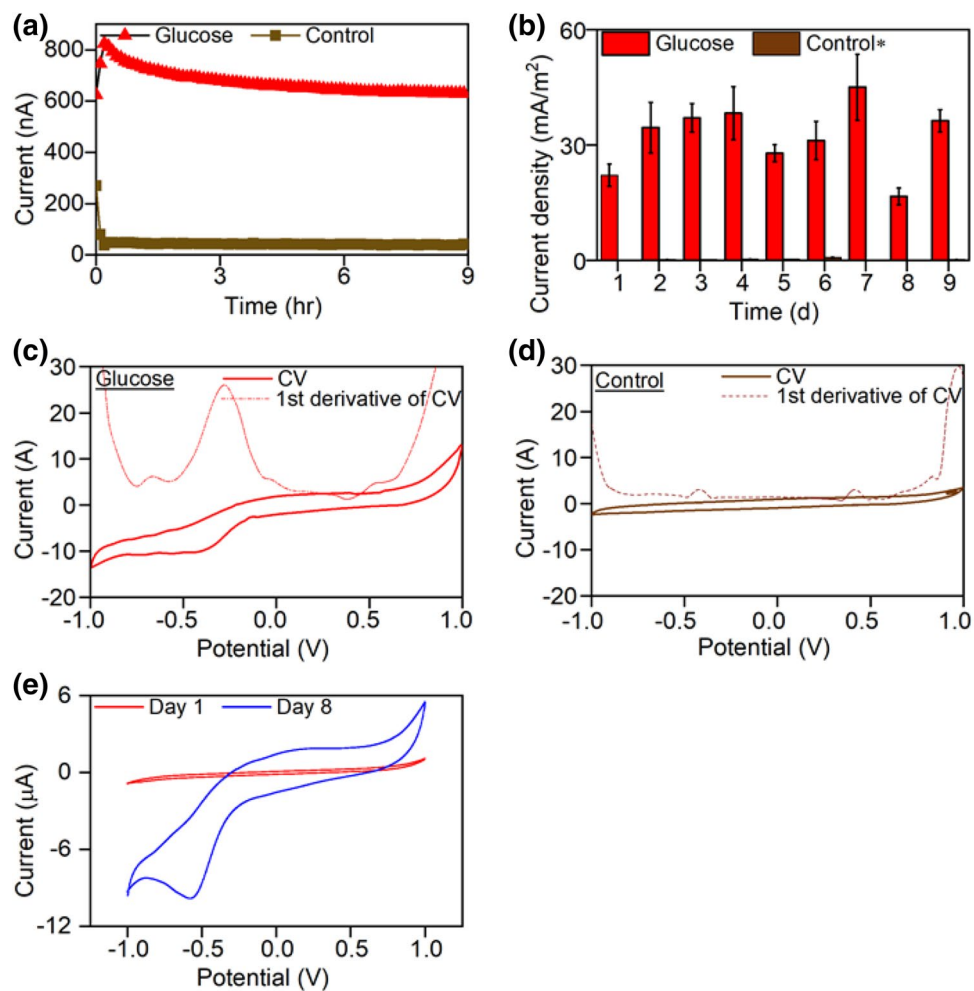 (a)
Glucose
Control
800
600
400
200
0
Current (nA)
0
3
6
9
Time (hr)
(b)
Glucose
Control*
60
30
0
Current density (mA/m²)
1 2 3 4 5 6 7 8 9
Time (d)
(c)
Glucose
CV
1st derivative of CV
30
20
10
0
-10
-20
Current (A)
-1.0 -0.5 0.0 0.5 1.0
Potential (V)
(d)
Control
CV
1st derivative of CV
30
20
10
0
-10
-20
Current (A)
-1.0 -0.5 0.0 0.5 1.0
Potential (V)
(e)
Day 1
Day 8
6
0
-6
-12
Current (µA)
-1.0 -0.5 0.0 0.5 1.0
Potential (V)